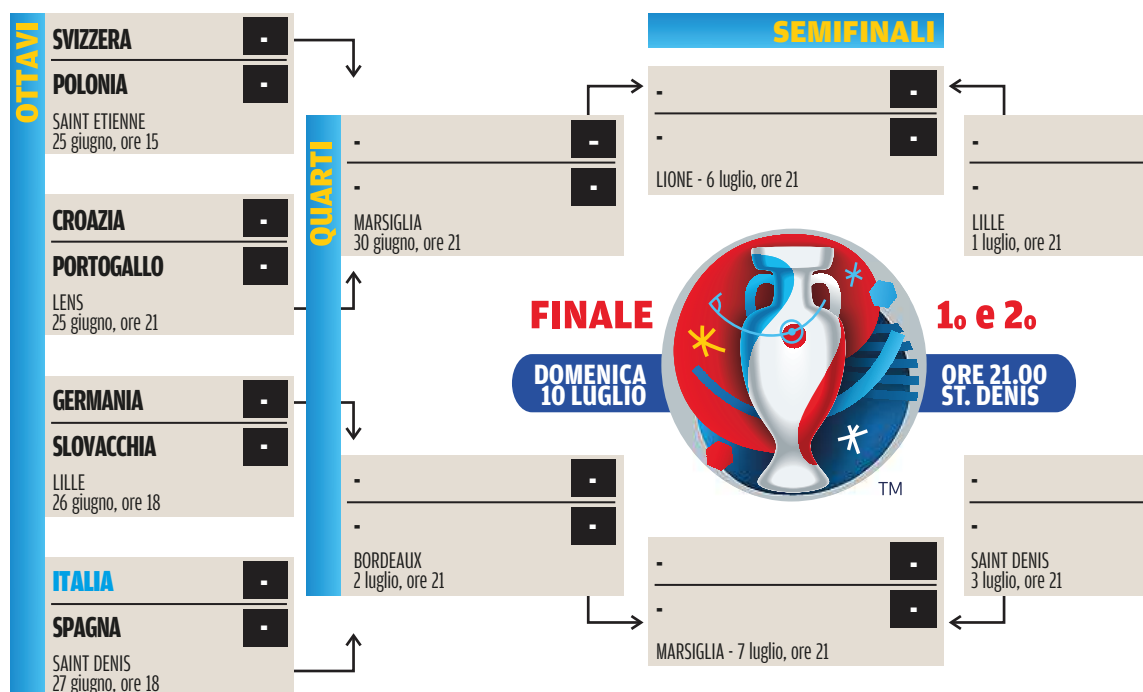 OTTAVI
SVIZZERA -
POLONIA -
SAINT ETIENNE
25 giugno, ore 15
CROAZIA -
PORTOGALLO -
LENS
25 giugno, ore 21
GERMANIA -
SLOVACCHIA -
LILLE
26 giugno, ore 18
ITALIA -
SPAGNA -
SAINT DENIS
27 giugno, ore 18
QUARTI
- -
- -
MARSIGLIA
30 giugno, ore 21
- -
- -
BORDEAUX
2 luglio, ore 21
SEMIFINALI
- -
- -
LIONE - 6 luglio, ore 21
FINALE 1o e 2o
DOMENICA
10 LUGLIO
ORE 21.00
ST. DENIS
TM
- -
- -
MARSIGLIA - 7 luglio, ore 21
-
-
LILLE
1 luglio, ore 21
-
-
SAINT DENIS
3 luglio, ore 21